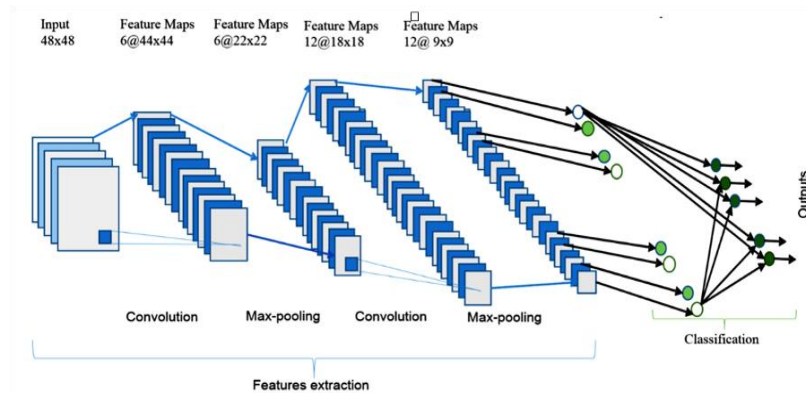 Input
48x48
Feature Maps
6@44x44
Feature Maps
6@22x22
Feature Maps
12@18x18
Feature Maps
12@ 9x9
Outputs
Convolution
Max-pooling
Convolution
Max-pooling
Classification
Features extraction